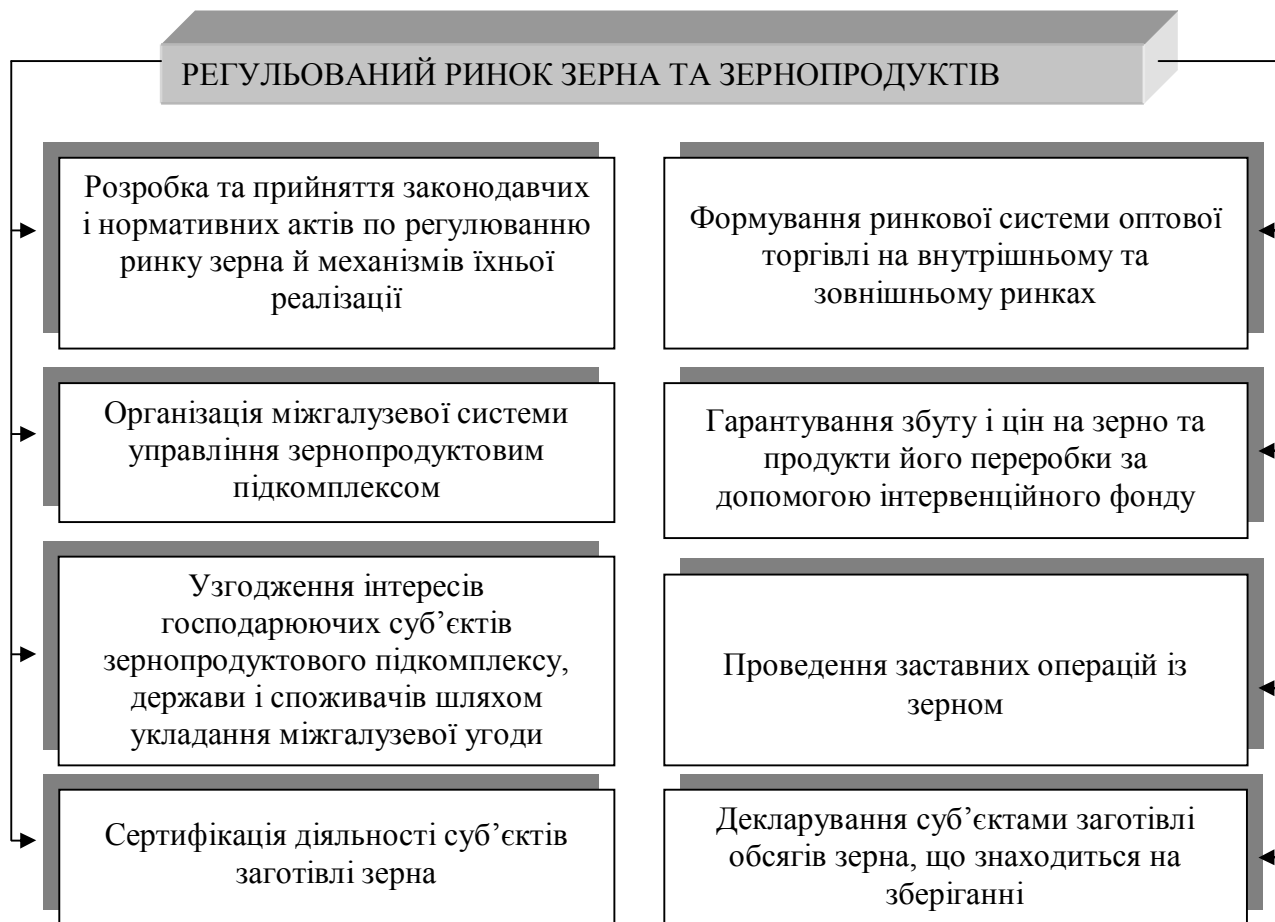 РЕГУЛЬОВАНИЙ РИНОК ЗЕРНА ТА ЗЕРНОПРОДУКТІВ
Розробка та прийняття законодавчих
і нормативних актів по регулюванню
ринку зерна й механізмів їхньої
реалізації
Формування ринкової системи оптової
торгівлі на внутрішньому та
зовнішньому ринках
Організація міжгалузевої системи
управління зернопродуктовим
підкомплексом
Гарантування збуту і цін на зерно та
продукти його переробки за
допомогою інтервенційного фонду
Узгодження інтересів
господарюючих суб’єктів
зернопродуктового підкомплексу,
держави і споживачів шляхом
укладання міжгалузевої угоди
Проведення заставних операцій із
зерном
Сертифікація діяльності суб’єктів
заготівлі зерна
Декларування суб’єктами заготівлі
обсягів зерна, що знаходиться на
зберіганні